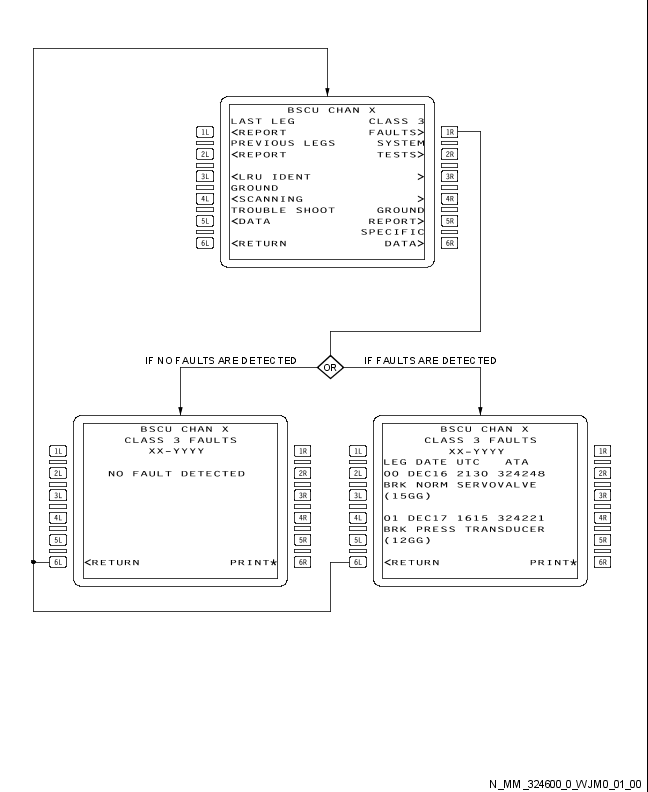 BSCU CHAN X
LAST LEG CLASS 3
1L <REPORT FAULTS> 1R
PREVIOUS LEGS SYSTEM
2L <REPORT TESTS> 2R
3L <LRU IDENT > 3R
GROUND
4L <SCANNING > 4R
TROUBLE SHOOT GROUND
5L <DATA REPORT> 5R
SPECIFIC
6L <RETURN DATA> 6R
IF NO FAULTS ARE DETECTED OR IF FAULTS ARE DETECTED
BSCU CHAN X
CLASS 3 FAULTS
1L XX-YYYY 1R
2L NO FAULT DETECTED 2R
3L 3R
4L 4R
5L 5R
6L <RETURN PRINT* 6R
BSCU CHAN X
CLASS 3 FAULTS
1L XX-YYYY 1R
LEG DATE UTC ATA
2L 00 DEC16 2130 324248 2R
BRK NORM SERVOVALVE
3L (15GG) 3R
4L 01 DEC17 1615 324221 4R
BRK PRESS TRANSDUCER
5L (12GG) 5R
6L <RETURN PRINT* 6R
N_MM_324600_0_WJM0_01_00